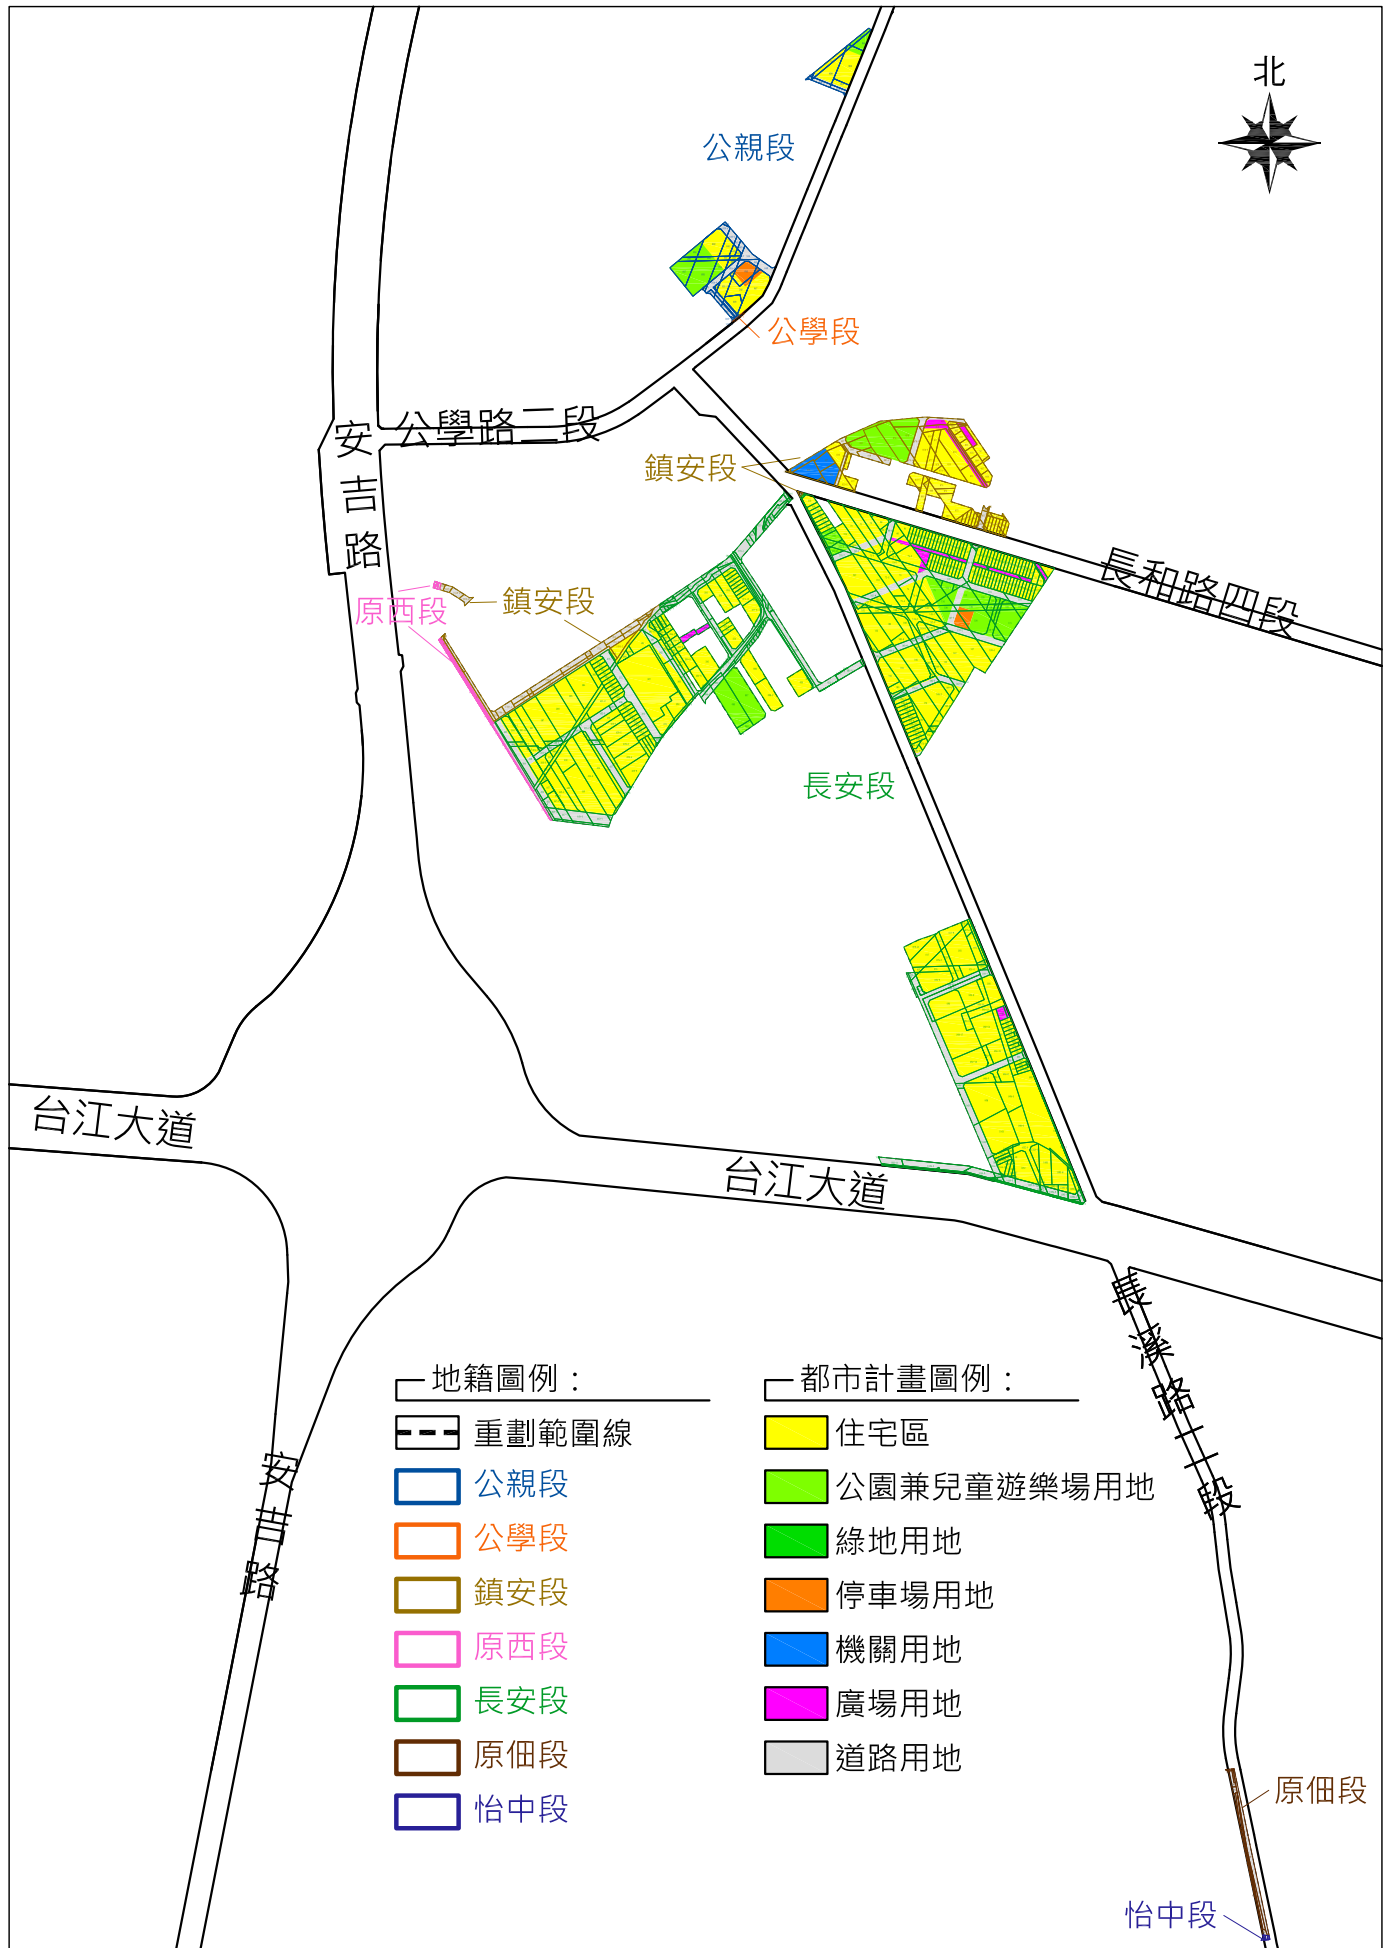 北
公親段
公學段
安吉路
公學路二段
鎮安段
長和路四段
原西段
鎮安段
長安段
台江大道
台江大道
長溪路一段
地籍圖例：
重劃範圍線
公親段
公學段
鎮安段
原西段
長安段
原佃段
怡中段
都市計畫圖例：
住宅區
公園兼兒童遊樂場用地
綠地用地
停車場用地
機關用地
廣場用地
道路用地
安吉路
原佃段
怡中段